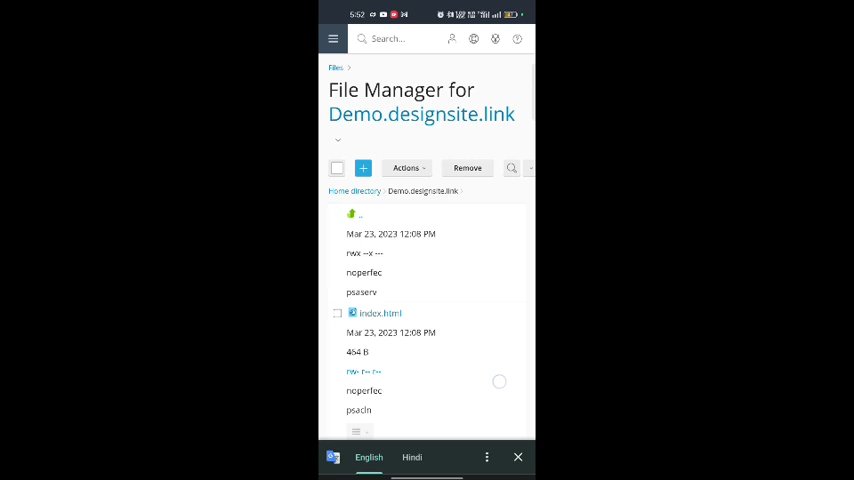 5:52
Search...
Files
File Manager for
Demo.designsite.link
Actions
Remove
Home directory Demo.designsite.link
..
Mar 23, 2023 12:08 PM
rwx --x ---
noperfec
psaserv
index.html
Mar 23, 2023 12:08 PM
464 B
rw- r-- r--
noperfec
psacln
English Hindi